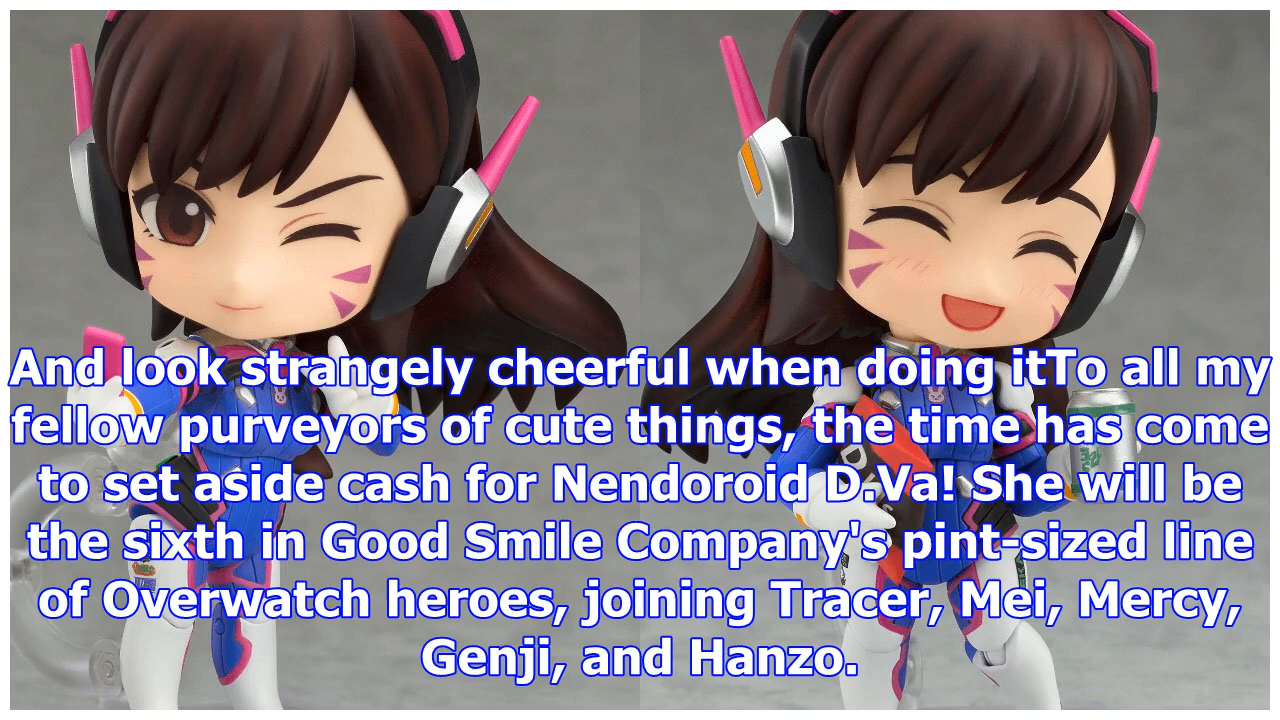 And look strangely cheerful when doing itTo all my
fellow purveyors of cute things, the time has come
to set aside cash for Nendoroid D.Va! She will be
the sixth in Good Smile Company's pint-sized line
of Overwatch heroes, joining Tracer, Mei, Mercy,
Genji, and Hanzo.